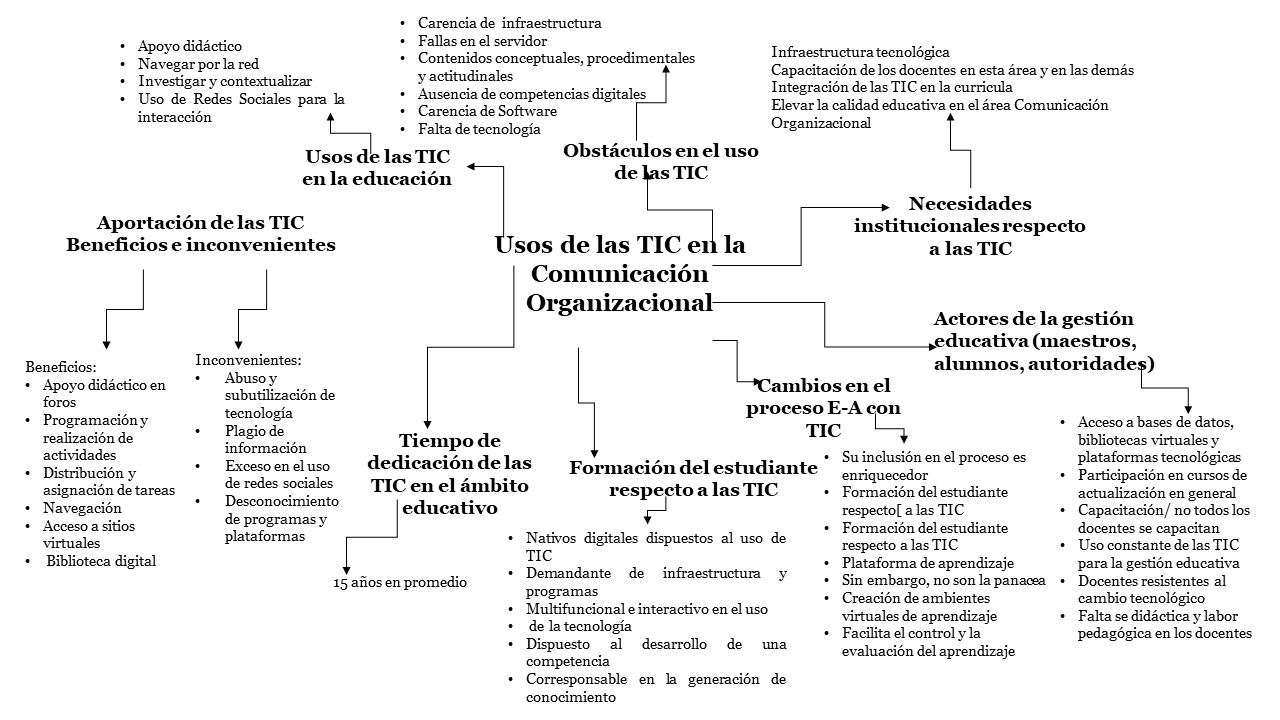 • Apoyo didáctico
• Navegar por la red
• Investigar y contextualizar
• Uso de Redes Sociales para la
interacción
• Carencia de infraestructura
• Fallas en el servidor
• Contenidos conceptuales, procedimentales
y actitudinales
• Ausencia de competencias digitales
• Carencia de Software
• Falta de tecnología
Infraestructura tecnológica
Capacitación de los docentes en esta área y en las demás
Integración de las TIC en la curricula
Elevar la calidad educativa en el área Comunicación
Organizacional
Usos de las TIC
en la educación
Obstáculos en el uso
de las TIC
Necesidades
institucionales respecto
a las TIC
Aportación de las TIC
Beneficios e inconvenientes
Usos de las TIC en la
Comunicación
Organizacional
Actores de la gestión
educativa (maestros,
alumnos, autoridades)
Beneficios:
• Apoyo didáctico en
foros
• Programación y
realización de
actividades
• Distribución y
asignación de tareas
• Navegación
• Acceso a sitios
virtuales
• Biblioteca digital
Inconvenientes:
• Abuso y
subutilización de
tecnología
• Plagio de
información
• Exceso en el uso
de redes sociales
• Desconocimiento
de programas y
plataformas
Tiempo de
dedicación de las
TIC en el ámbito
educativo
15 años en promedio
Formación del estudiante
respecto a las TIC
• Nativos digitales dispuestos al uso de
TIC
• Demandante de infraestructura y
programas
• Multifuncional e interactivo en el uso
• de la tecnología
• Dispuesto al desarrollo de una
competencia
• Corresponsable en la generación de
conocimiento
Cambios en el
proceso E-A con
TIC
• Su inclusión en el proceso es
enriquecedor
• Formación del estudiante
respecto[ a las TIC
• Formación del estudiante
respecto a las TIC
• Plataforma de aprendizaje
• Sin embargo, no son la panacea
• Creación de ambientes
virtuales de aprendizaje
• Facilita el control y la
evaluación del aprendizaje
• Acceso a bases de datos,
bibliotecas virtuales y
plataformas tecnológicas
• Participación en cursos de
actualización en general
• Capacitación/ no todos los
docentes se capacitan
• Uso constante de las TIC
para la gestión educativa
• Docentes resistentes al
cambio tecnológico
• Falta se didáctica y labor
pedagógica en los docentes